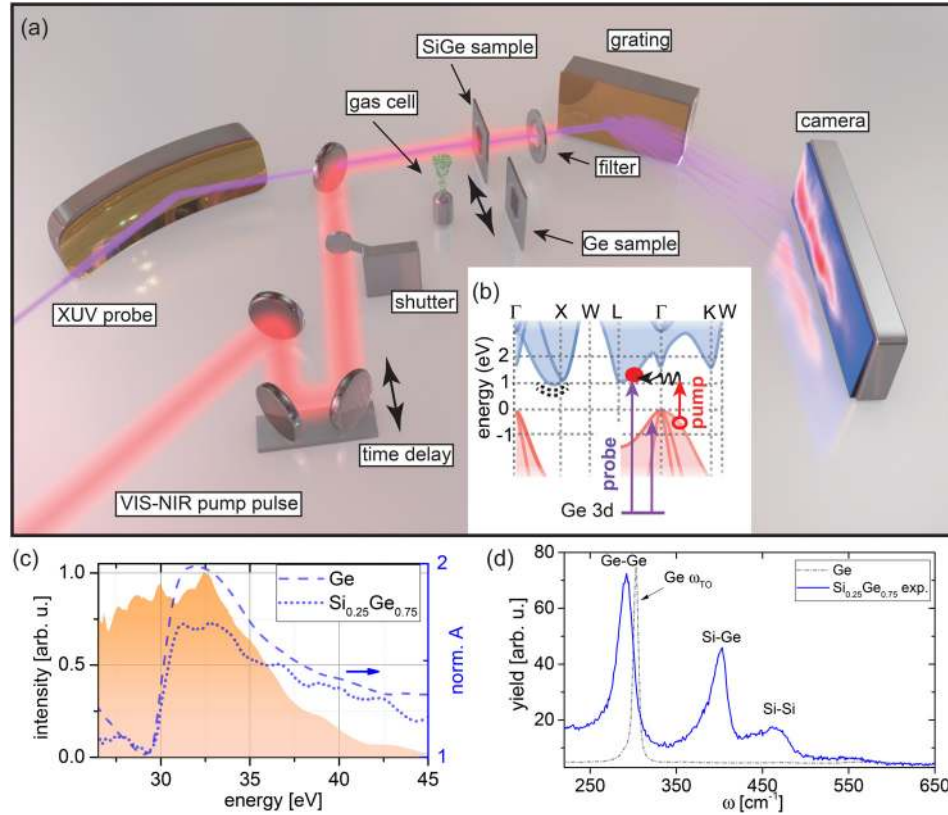 (a)
SiGe sample
grating
gas cell
camera
filter
Ge sample
XUV probe
shutter
time delay
VIS-NIR pump pulse
(b)
Γ X W L Γ K W
energy (eV)
2
1
0
-1
pump
probe
Ge 3d
(c)
intensity [arb. u.]
1.0
0.5
0.0
Ge
Si0.25Ge0.75
2
1
norm. A
30 35 40 45
energy [eV]
(d)
yield [arb. u.]
80
60
40
20
Ge-Ge
Ge ωTO
Ge
Si0.25Ge0.75 exp.
Si-Ge
Si-Si
250 350 450 550 650
ω [cm-1]